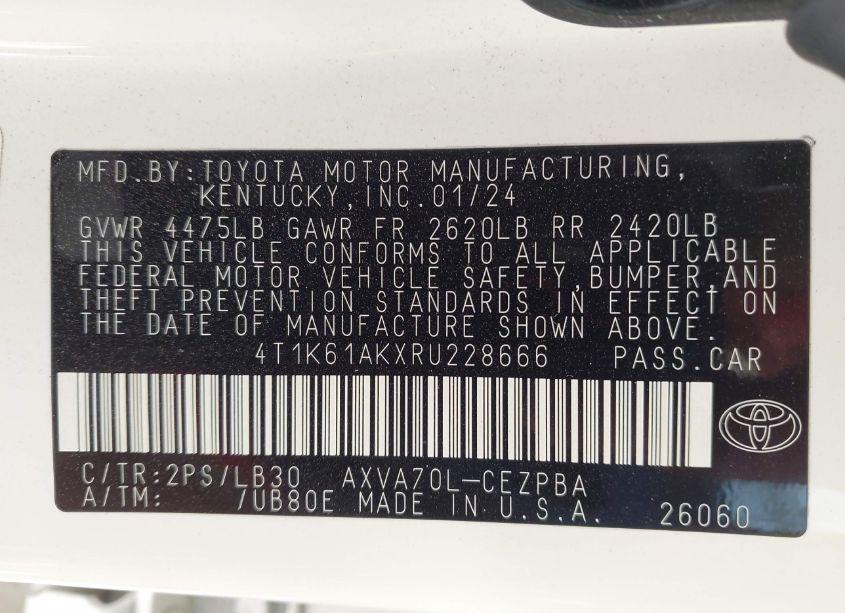 MFD.BY:TOYOTA MOTOR MANUFACTURING,
KENTUCKY,INC.01/24
GVWR 4475LB GAWR FR 2620LB RR 2420LB
THIS VEHICLE CONFORMS TO ALL APPLICABLE
FEDERAL MOTOR VEHICLE SAFETY,BUMPER,AND
THEFT PREVENTION STANDARDS IN EFFECT ON
THE DATE OF MANUFACTURE SHOWN ABOVE.
4T1K61AKXRU228666 PASS.CAR
C/TR:2PS/LB30 AXVA70L-CEZPBA
A/TM: /UB80E MADE IN U.S.A. 26060